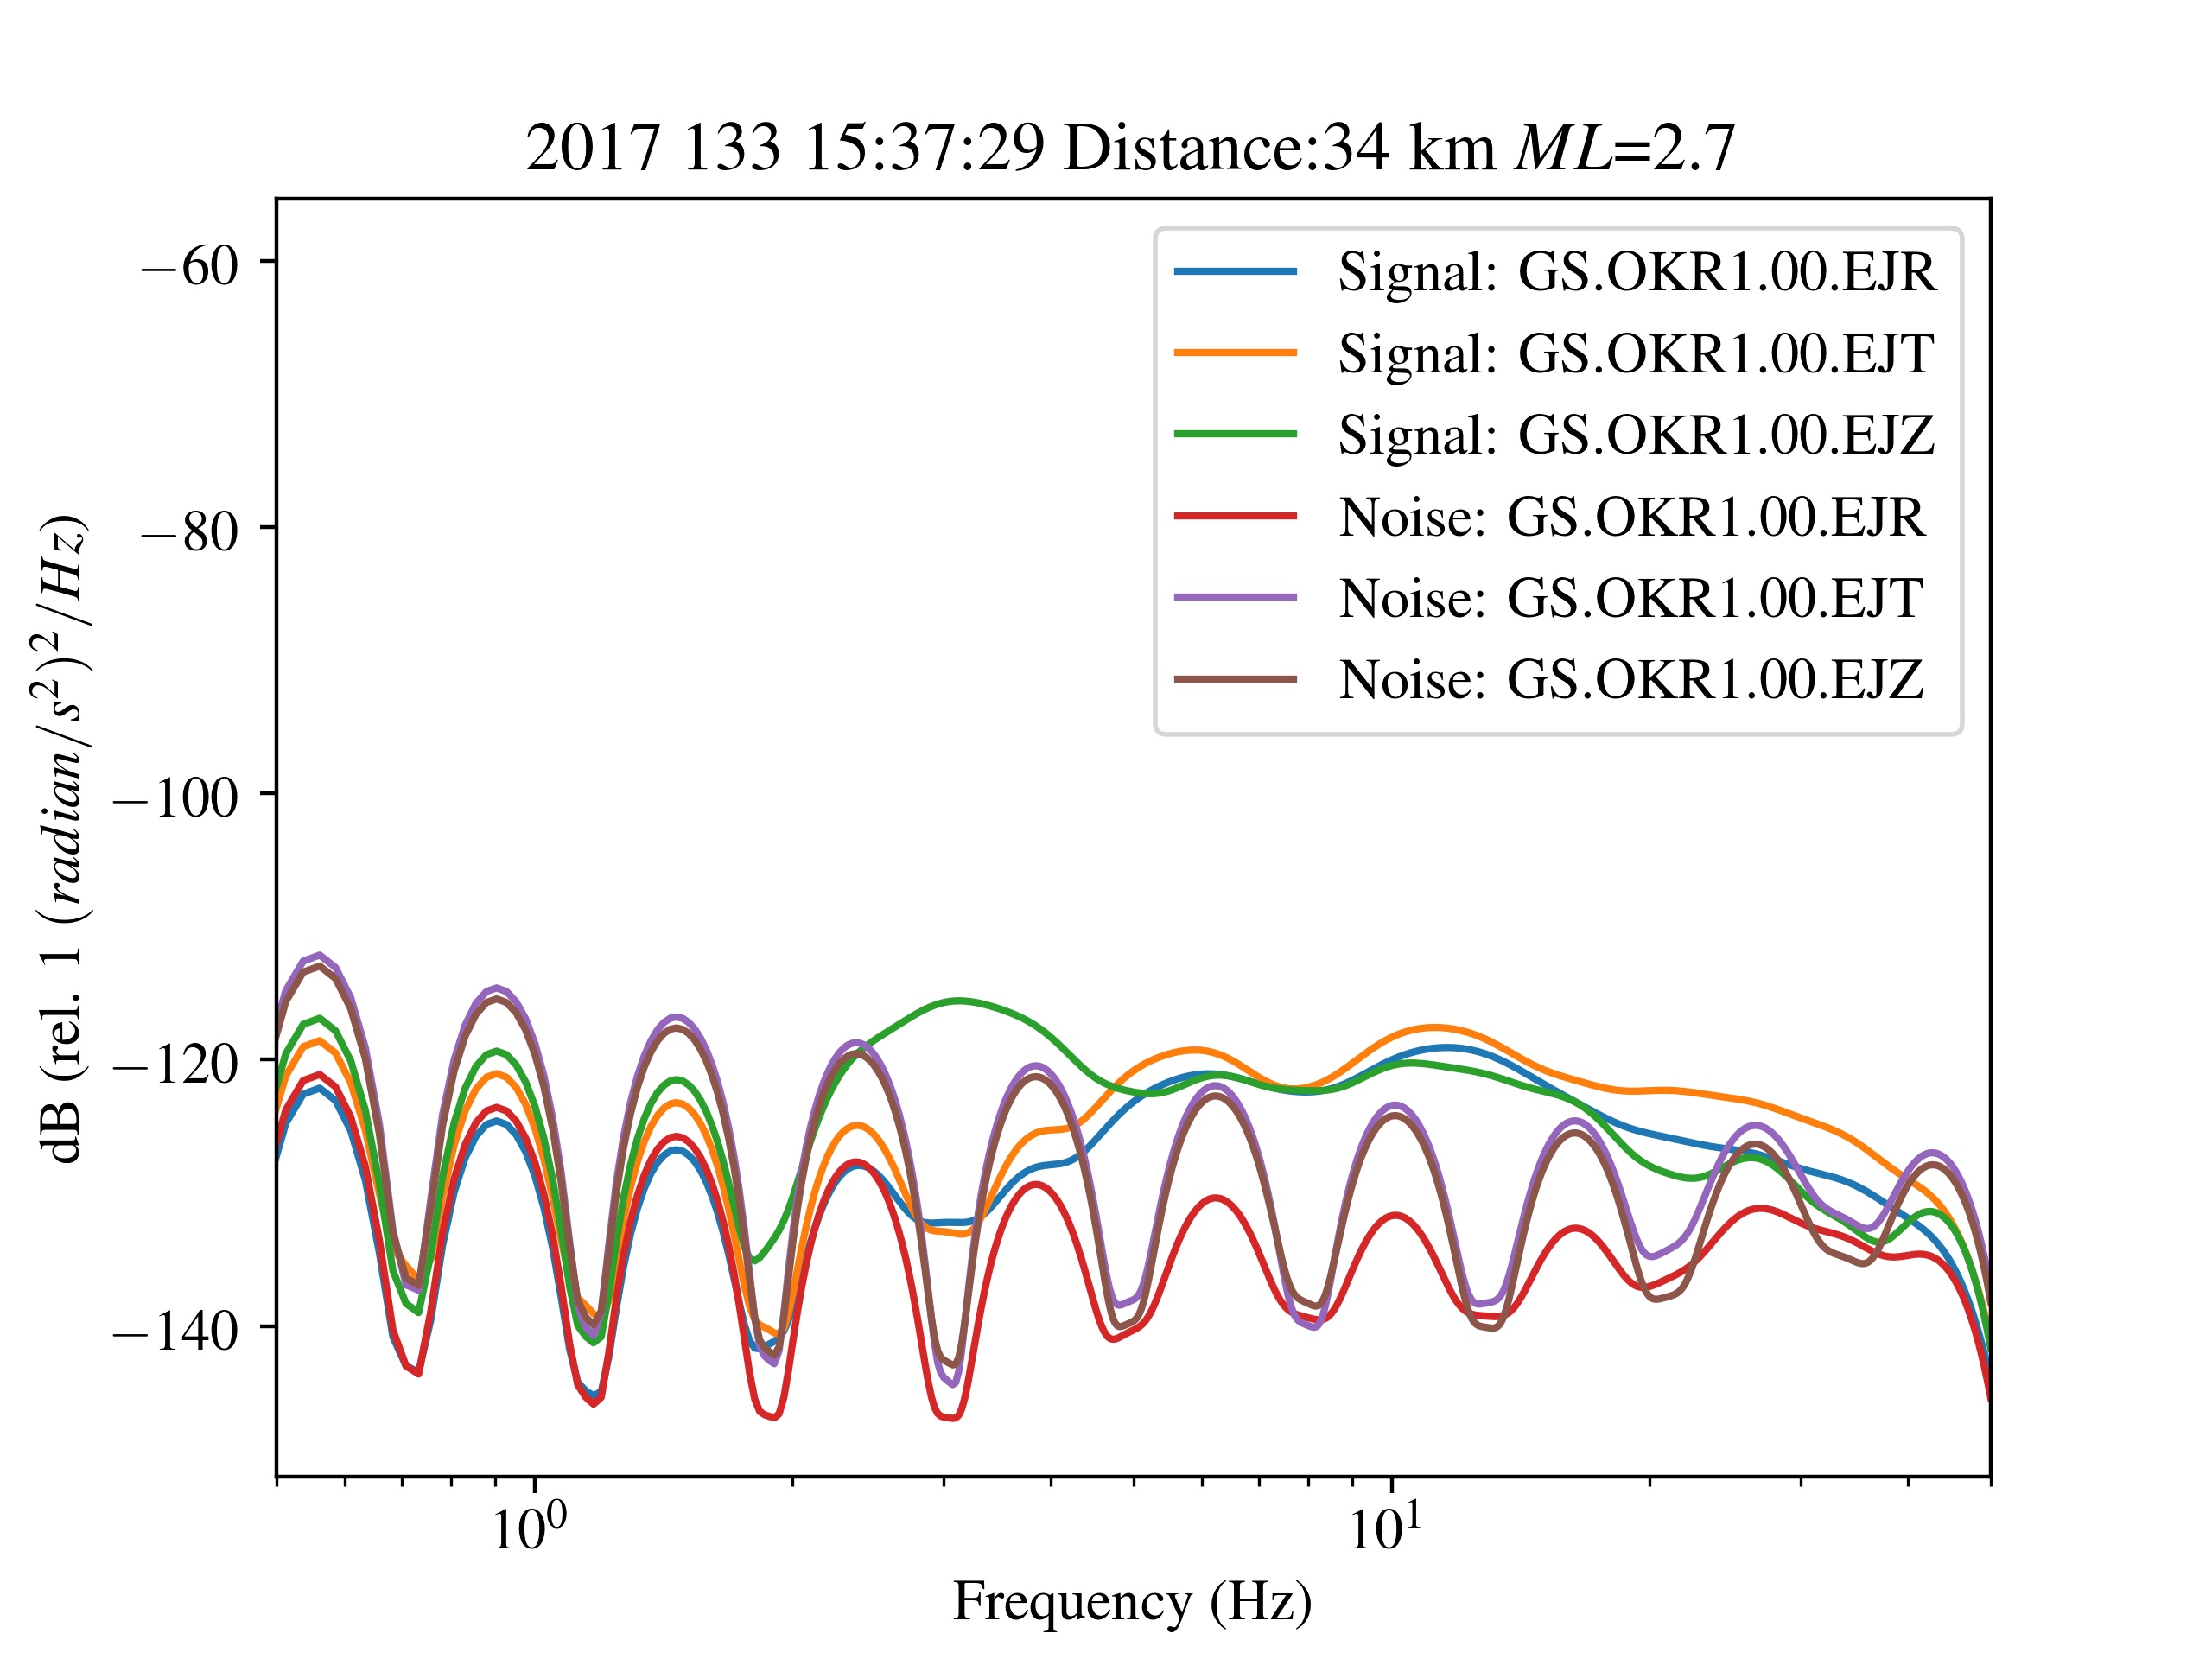 2017 133 15:37:29 Distance:34 km ML=2.7
dB (rel. 1 (radian/s²)²/Hz)
−60
−80
−100
−120
−140
Signal: GS.OKR1.00.EJR
Signal: GS.OKR1.00.EJT
Signal: GS.OKR1.00.EJZ
Noise: GS.OKR1.00.EJR
Noise: GS.OKR1.00.EJT
Noise: GS.OKR1.00.EJZ
10⁰ 10¹
Frequency (Hz)